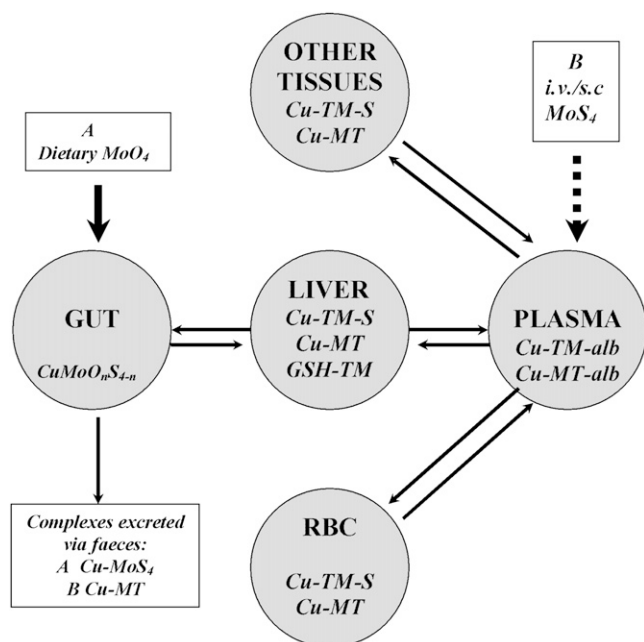 OTHER
TISSUES
Cu-TM-S
Cu-MT
B
i.v./s.c
MoS₄
A
Dietary MoO₄
GUT
CuMoOₙS₄₋ₙ
LIVER
Cu-TM-S
Cu-MT
GSH-TM
PLASMA
Cu-TM-alb
Cu-MT-alb
Complexes excreted
via faeces:
A Cu-MoS₄
B Cu-MT
RBC
Cu-TM-S
Cu-MT